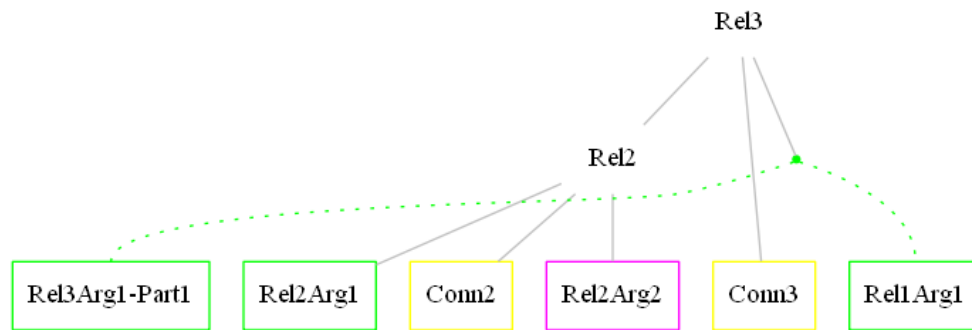 Rel3
Rel2
Rel3Arg1-Part1 Rel2Arg1 Conn2 Rel2Arg2 Conn3 Rel1Arg1